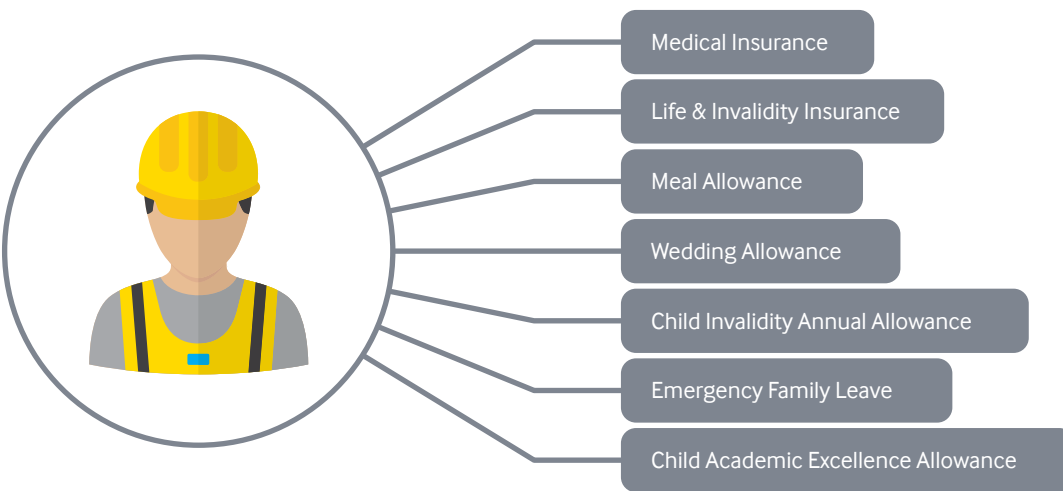 Medical Insurance
Life & Invalidity Insurance
Meal Allowance
Wedding Allowance
Child Invalidity Annual Allowance
Emergency Family Leave
Child Academic Excellence Allowance